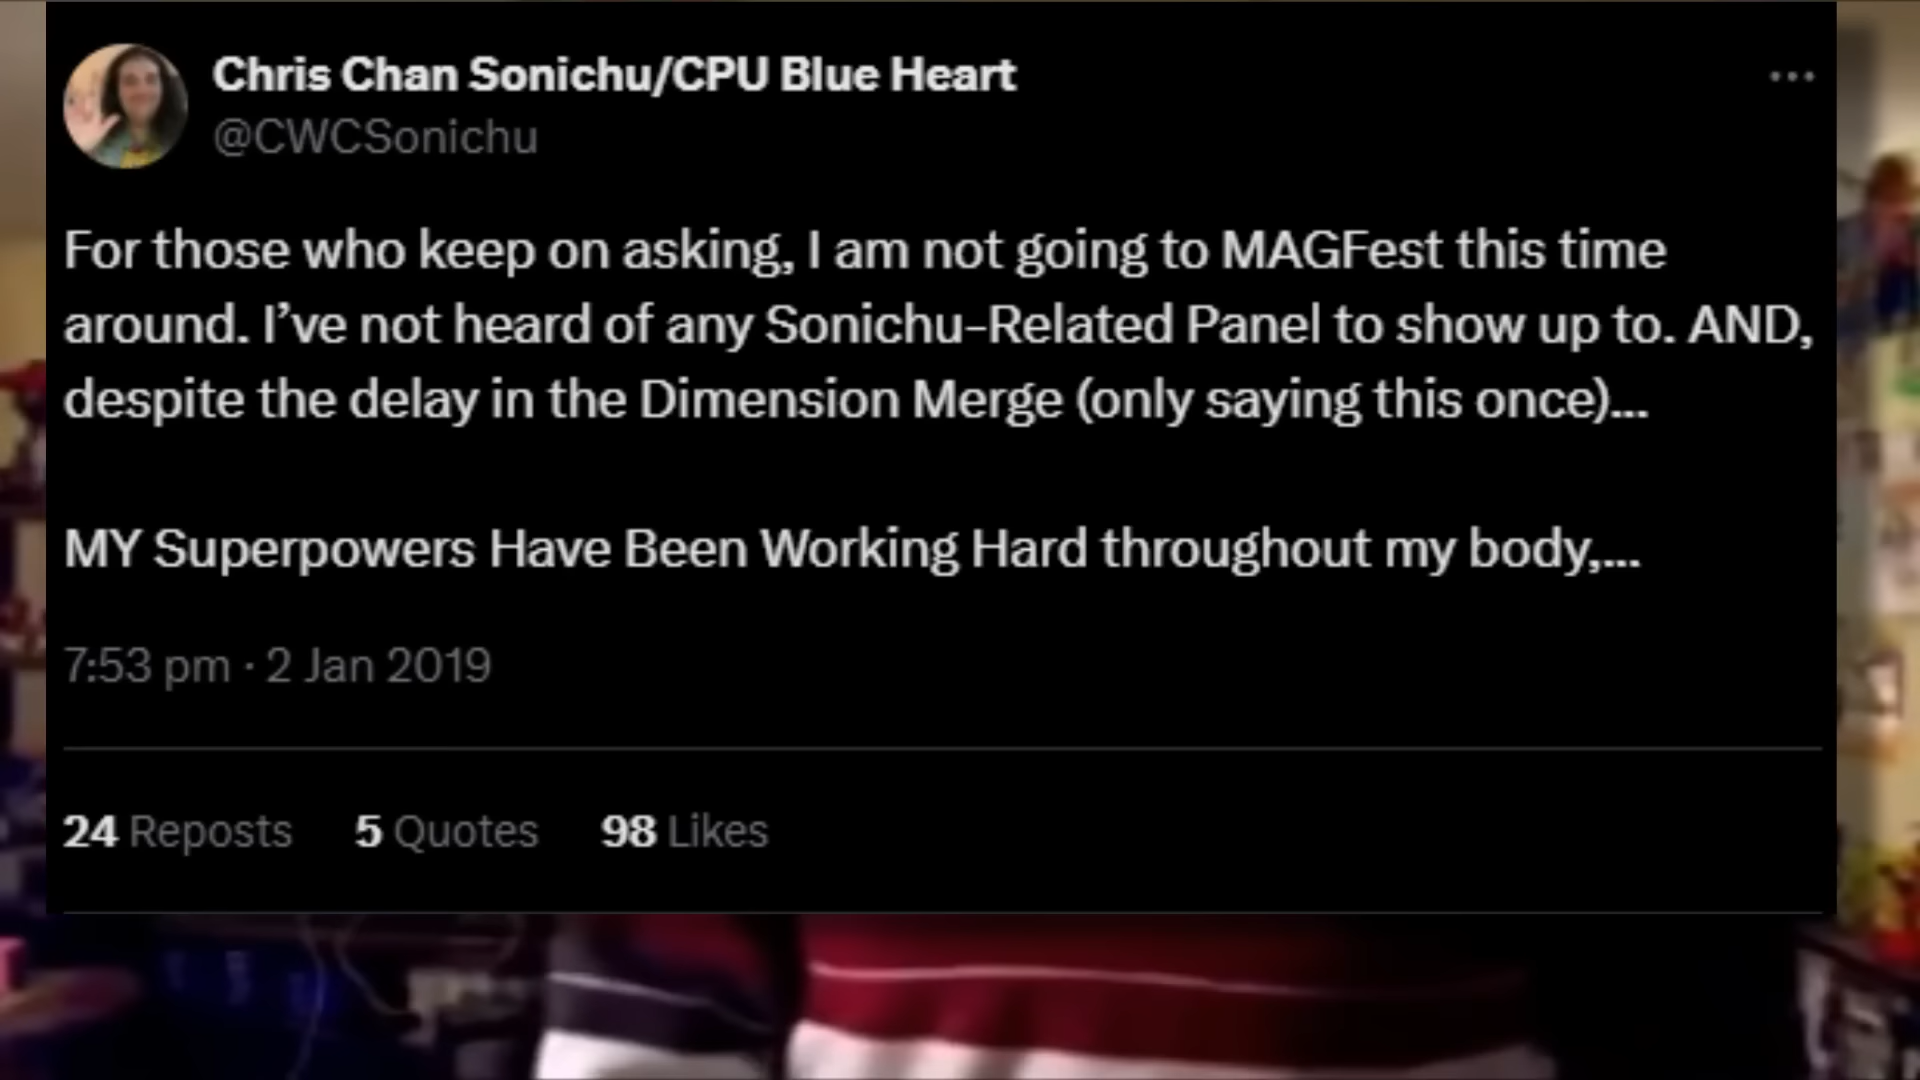 Chris Chan Sonichu/CPU Blue Heart
@CWCSonichu
For those who keep on asking, I am not going to MAGFest this time
around. I’ve not heard of any Sonichu-Related Panel to show up to. AND,
despite the delay in the Dimension Merge (only saying this once)...
MY Superpowers Have Been Working Hard throughout my body,...
7:53 pm · 2 Jan 2019
24 Reposts 5 Quotes 98 Likes